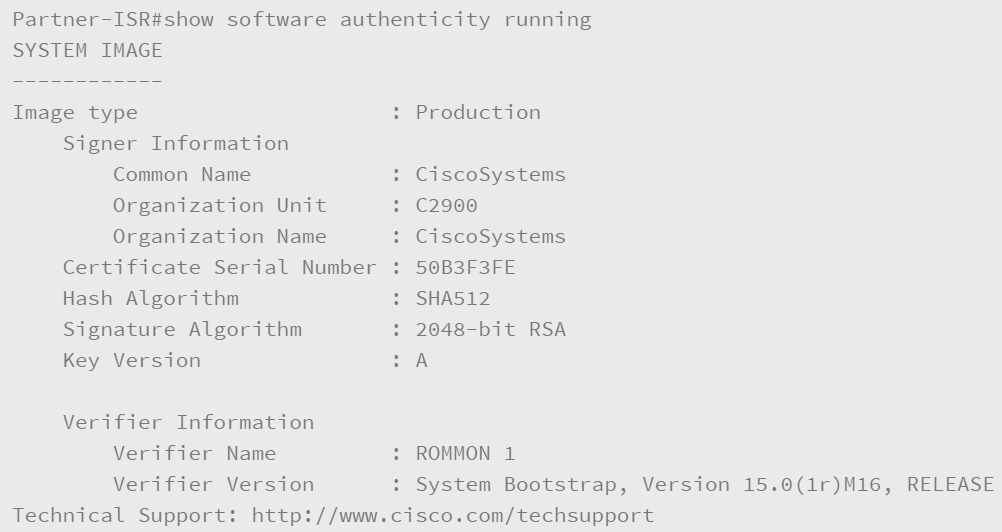 Partner-ISR#show software authenticity running
SYSTEM IMAGE
------------
Image type                    : Production
    Signer Information
        Common Name           : CiscoSystems
        Organization Unit     : C2900
        Organization Name     : CiscoSystems
    Certificate Serial Number : 50B3F3FE
    Hash Algorithm            : SHA512
    Signature Algorithm       : 2048-bit RSA
    Key Version               : A

    Verifier Information
        Verifier Name         : ROMMON 1
        Verifier Version      : System Bootstrap, Version 15.0(1r)M16, RELEASE
Technical Support: http://www.cisco.com/techsupport